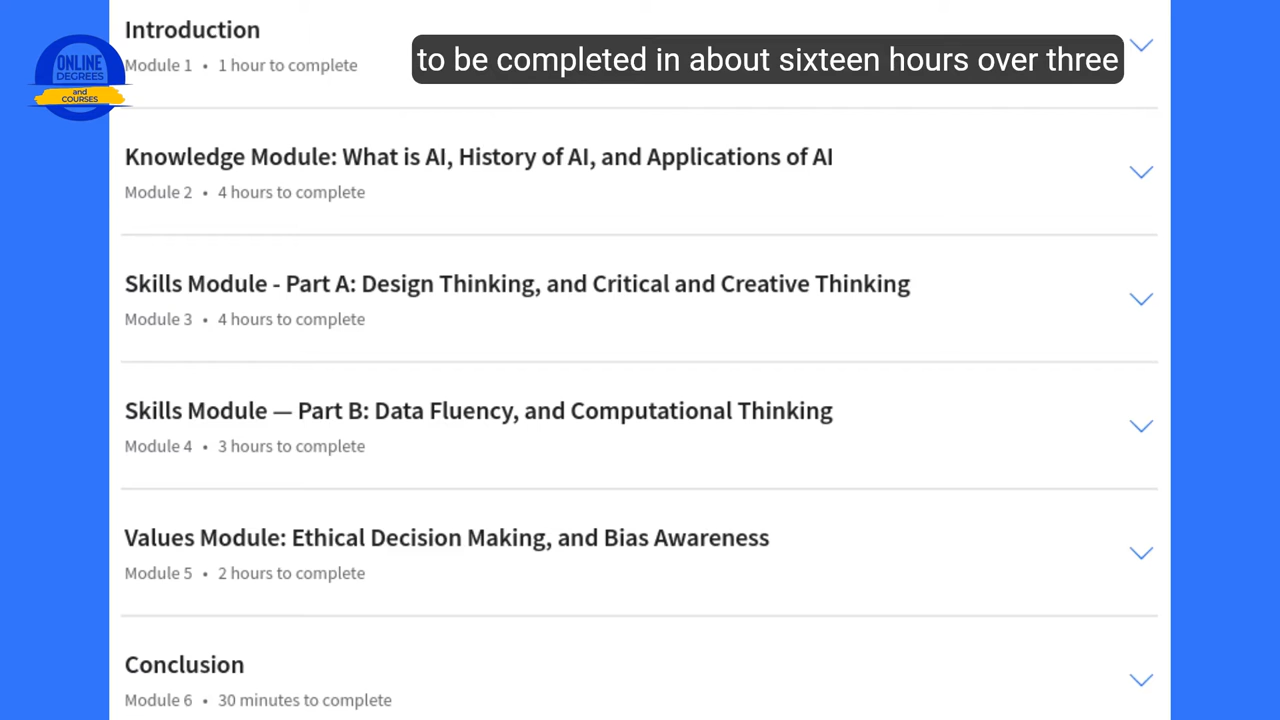 Introduction
Module 1 • 1 hour to complete
to be completed in about sixteen hours over three
ONLINE
DEGREES
and
COURSES
Knowledge Module: What is AI, History of AI, and Applications of AI
Module 2 • 4 hours to complete
Skills Module - Part A: Design Thinking, and Critical and Creative Thinking
Module 3 • 4 hours to complete
Skills Module — Part B: Data Fluency, and Computational Thinking
Module 4 • 3 hours to complete
Values Module: Ethical Decision Making, and Bias Awareness
Module 5 • 2 hours to complete
Conclusion
Module 6 • 30 minutes to complete